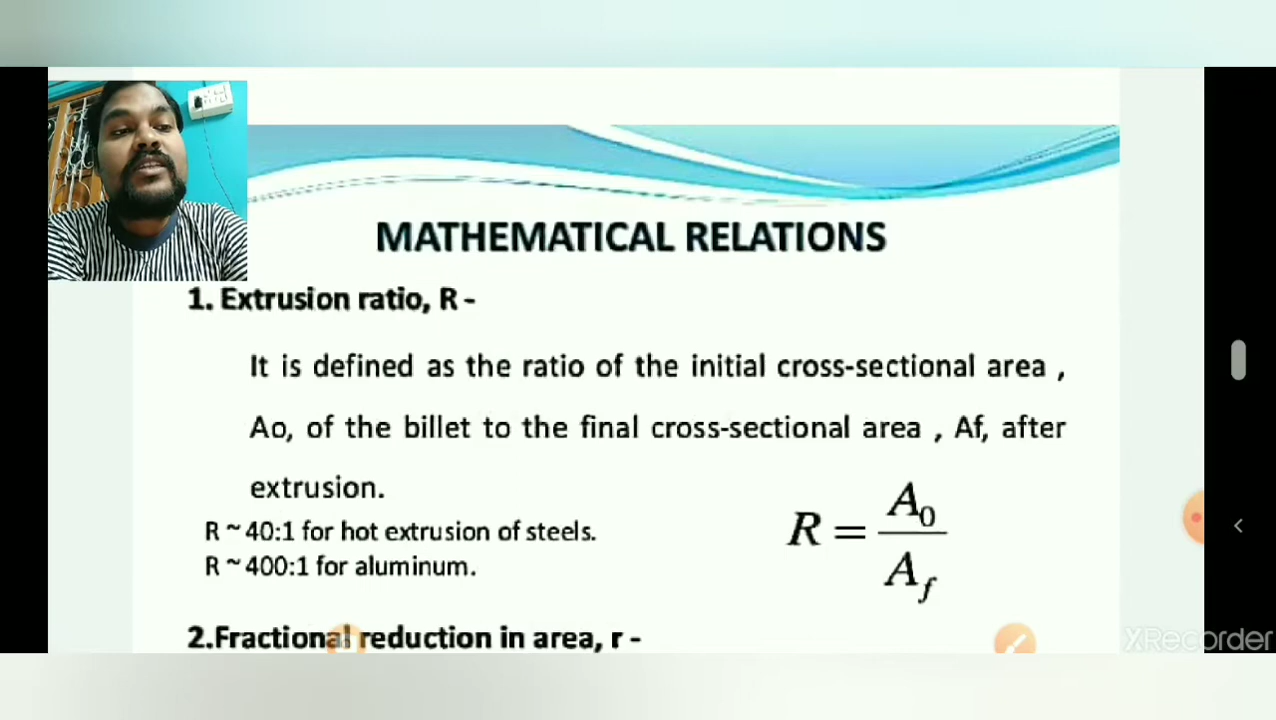 MATHEMATICAL RELATIONS
1. Extrusion ratio, R -
It is defined as the ratio of the initial cross-sectional area ,
Ao, of the billet to the final cross-sectional area , Af, after
extrusion.
R ~ 40:1 for hot extrusion of steels.
R ~ 400:1 for aluminum.
R = A0 / Af
2.Fractional reduction in area, r -
XRecorder